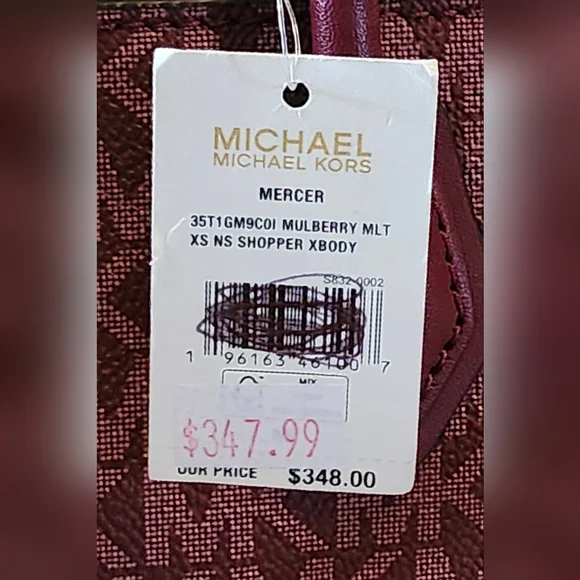 MICHAEL
MICHAEL KORS
MERCER
35T1GM9C0I MULBERRY MLT
XS NS SHOPPER XBODY
S832 0002
1 96163 46100 7
$347.99
OUR PRICE $348.00